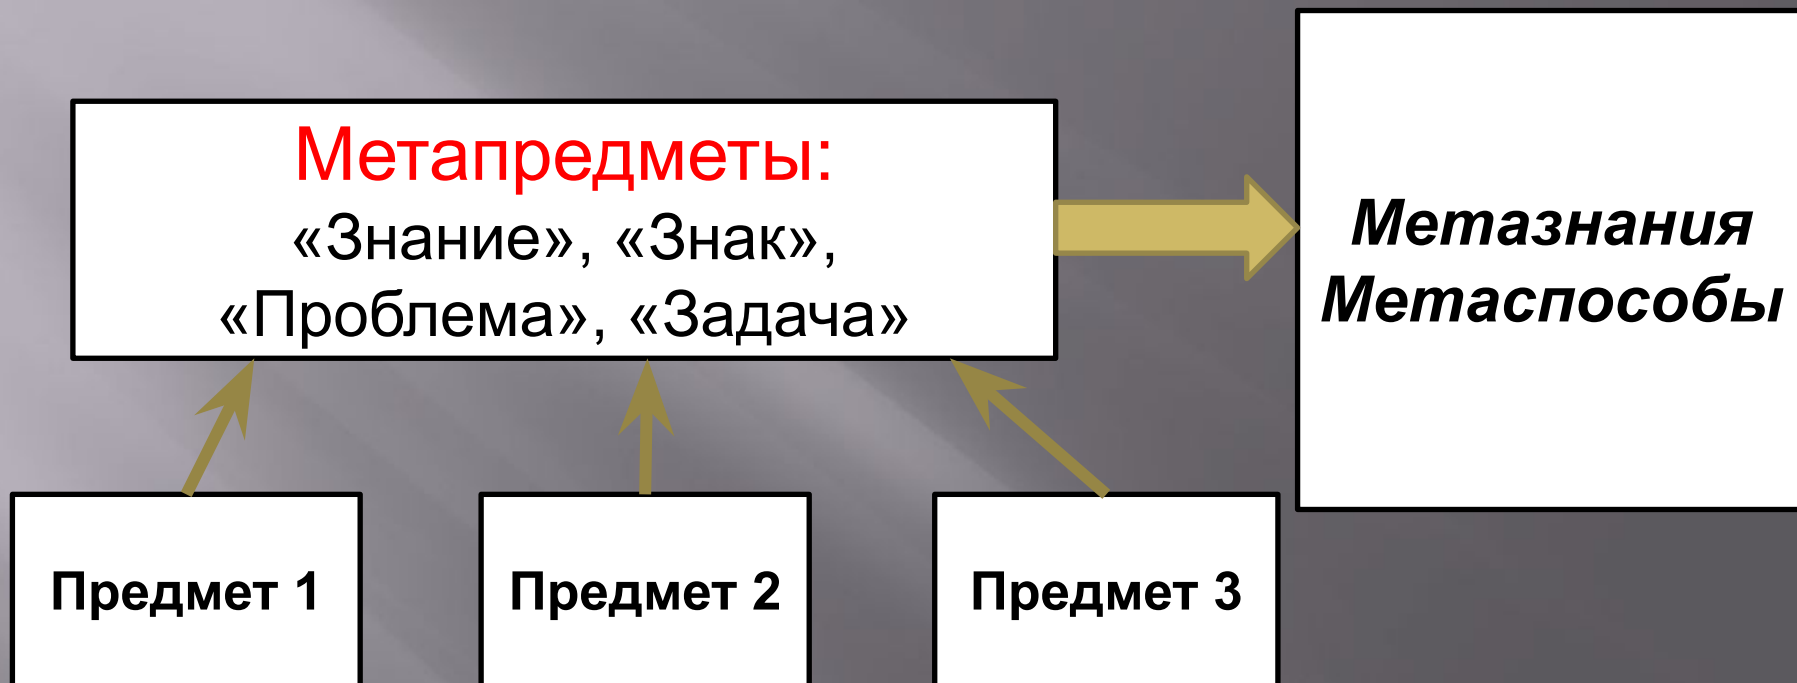 Метапредметы:
«Знание», «Знак»,
«Проблема», «Задача»
Метазнания
Метаспособы
Предмет 1
Предмет 2
Предмет 3